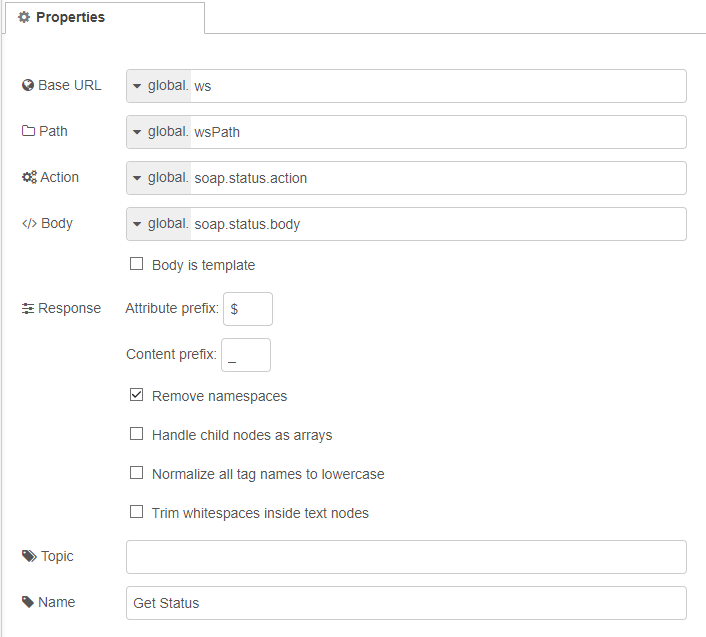 Properties
Base URL global. ws
Path global. wsPath
Action global. soap.status.action
</> Body global. soap.status.body
Body is template
Response Attribute prefix: $
Content prefix: _
Remove namespaces
Handle child nodes as arrays
Normalize all tag names to lowercase
Trim whitespaces inside text nodes
Topic
Name Get Status